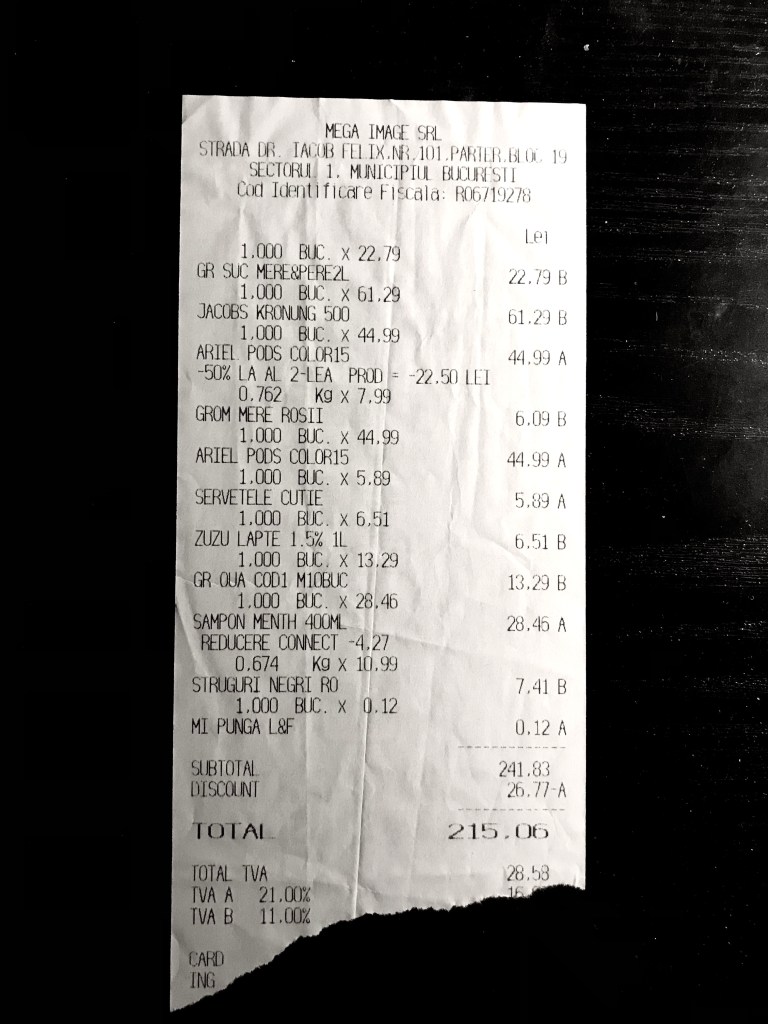 MEGA IMAGE SRL
STRADA DR. IACOB FELIX.NR.101.PARTER.BLOC 19
SECTORUL 1. MUNICIPIUL BUCURESTI
Cod Identificare Fiscala: RO6719278
Lei
1.000 BUC. X 22.79
GR SUC MERE&PERE2L 22.79 B
1.000 BUC. X 61.29
JACOBS KRONUNG 500 61.29 B
1.000 BUC. X 44.99
ARIEL PODS COLOR15 44.99 A
-50% LA AL 2-LEA PROD = -22.50 LEI
0.762 Kg X 7.99
GROM MERE ROSII 6.09 B
1.000 BUC. X 44.99
ARIEL PODS COLOR15 44.99 A
1.000 BUC. X 5.89
SERVETELE CUTIE 5.89 A
1.000 BUC. X 6.51
ZUZU LAPTE 1.5% 1L 6.51 B
1.000 BUC. X 13.29
GR OUA COD1 M10BUC 13.29 B
1.000 BUC. X 28.46
SAMPON MENTH 400ML 28.46 A
REDUCERE CONNECT -4.27
0.674 Kg X 10.99
STRUGURI NEGRI RO 7.41 B
1.000 BUC. X 0.12
MI PUNGA L&F 0.12 A
SUBTOTAL 241.83
DISCOUNT 26.77-A
TOTAL 215.06
TOTAL TVA 28.58
TVA A 21.00%
TVA B 11.00%
CARD
ING